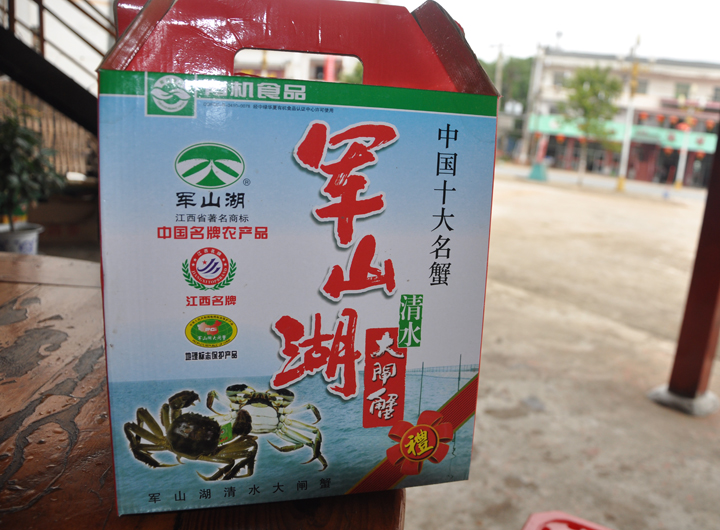 有机食品
军山湖
®
江西省著名商标
中国名牌农产品
江西名牌
地理标志保护产品
军山湖
清水
大闸蟹
中国十大名蟹
禮
军山湖清水大闸蟹